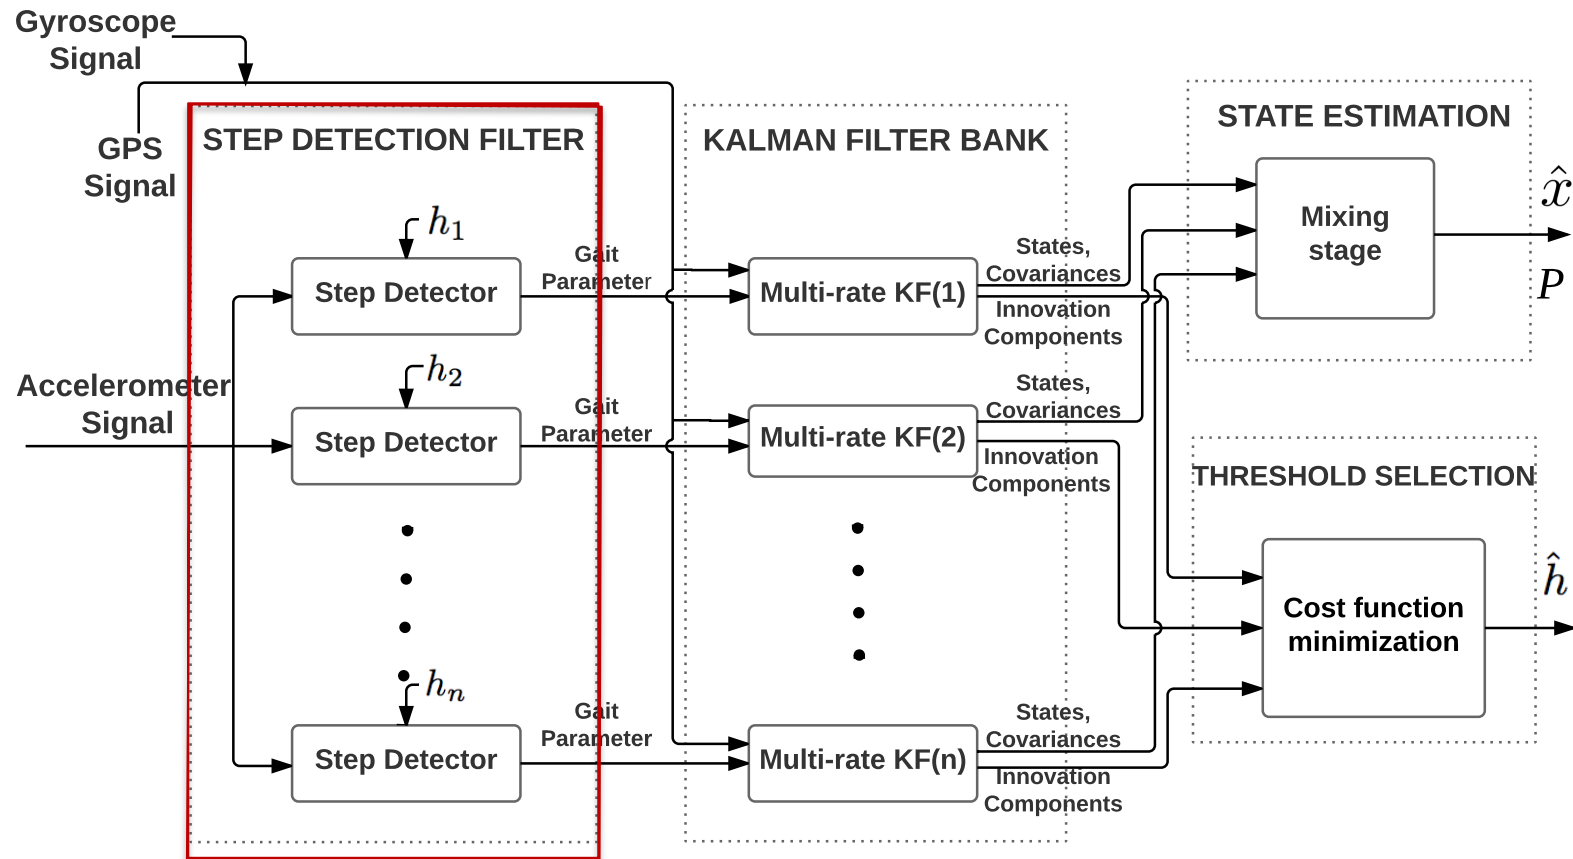 Gyroscope
Signal
GPS
Signal
STEP DETECTION FILTER
KALMAN FILTER BANK
STATE ESTIMATION
h₁
Step Detector
Gait
Parameter
Multi-rate KF(1)
States,
Covariances
Innovation
Components
Mixing
stage
x̂
P
Accelerometer
Signal
h₂
Step Detector
Gait
Parameter
Multi-rate KF(2)
States,
Covariances
Innovation
Components
THRESHOLD SELECTION
Cost function
minimization
ĥ
hₙ
Step Detector
Gait
Parameter
Multi-rate KF(n)
States,
Covariances
Innovation
Components